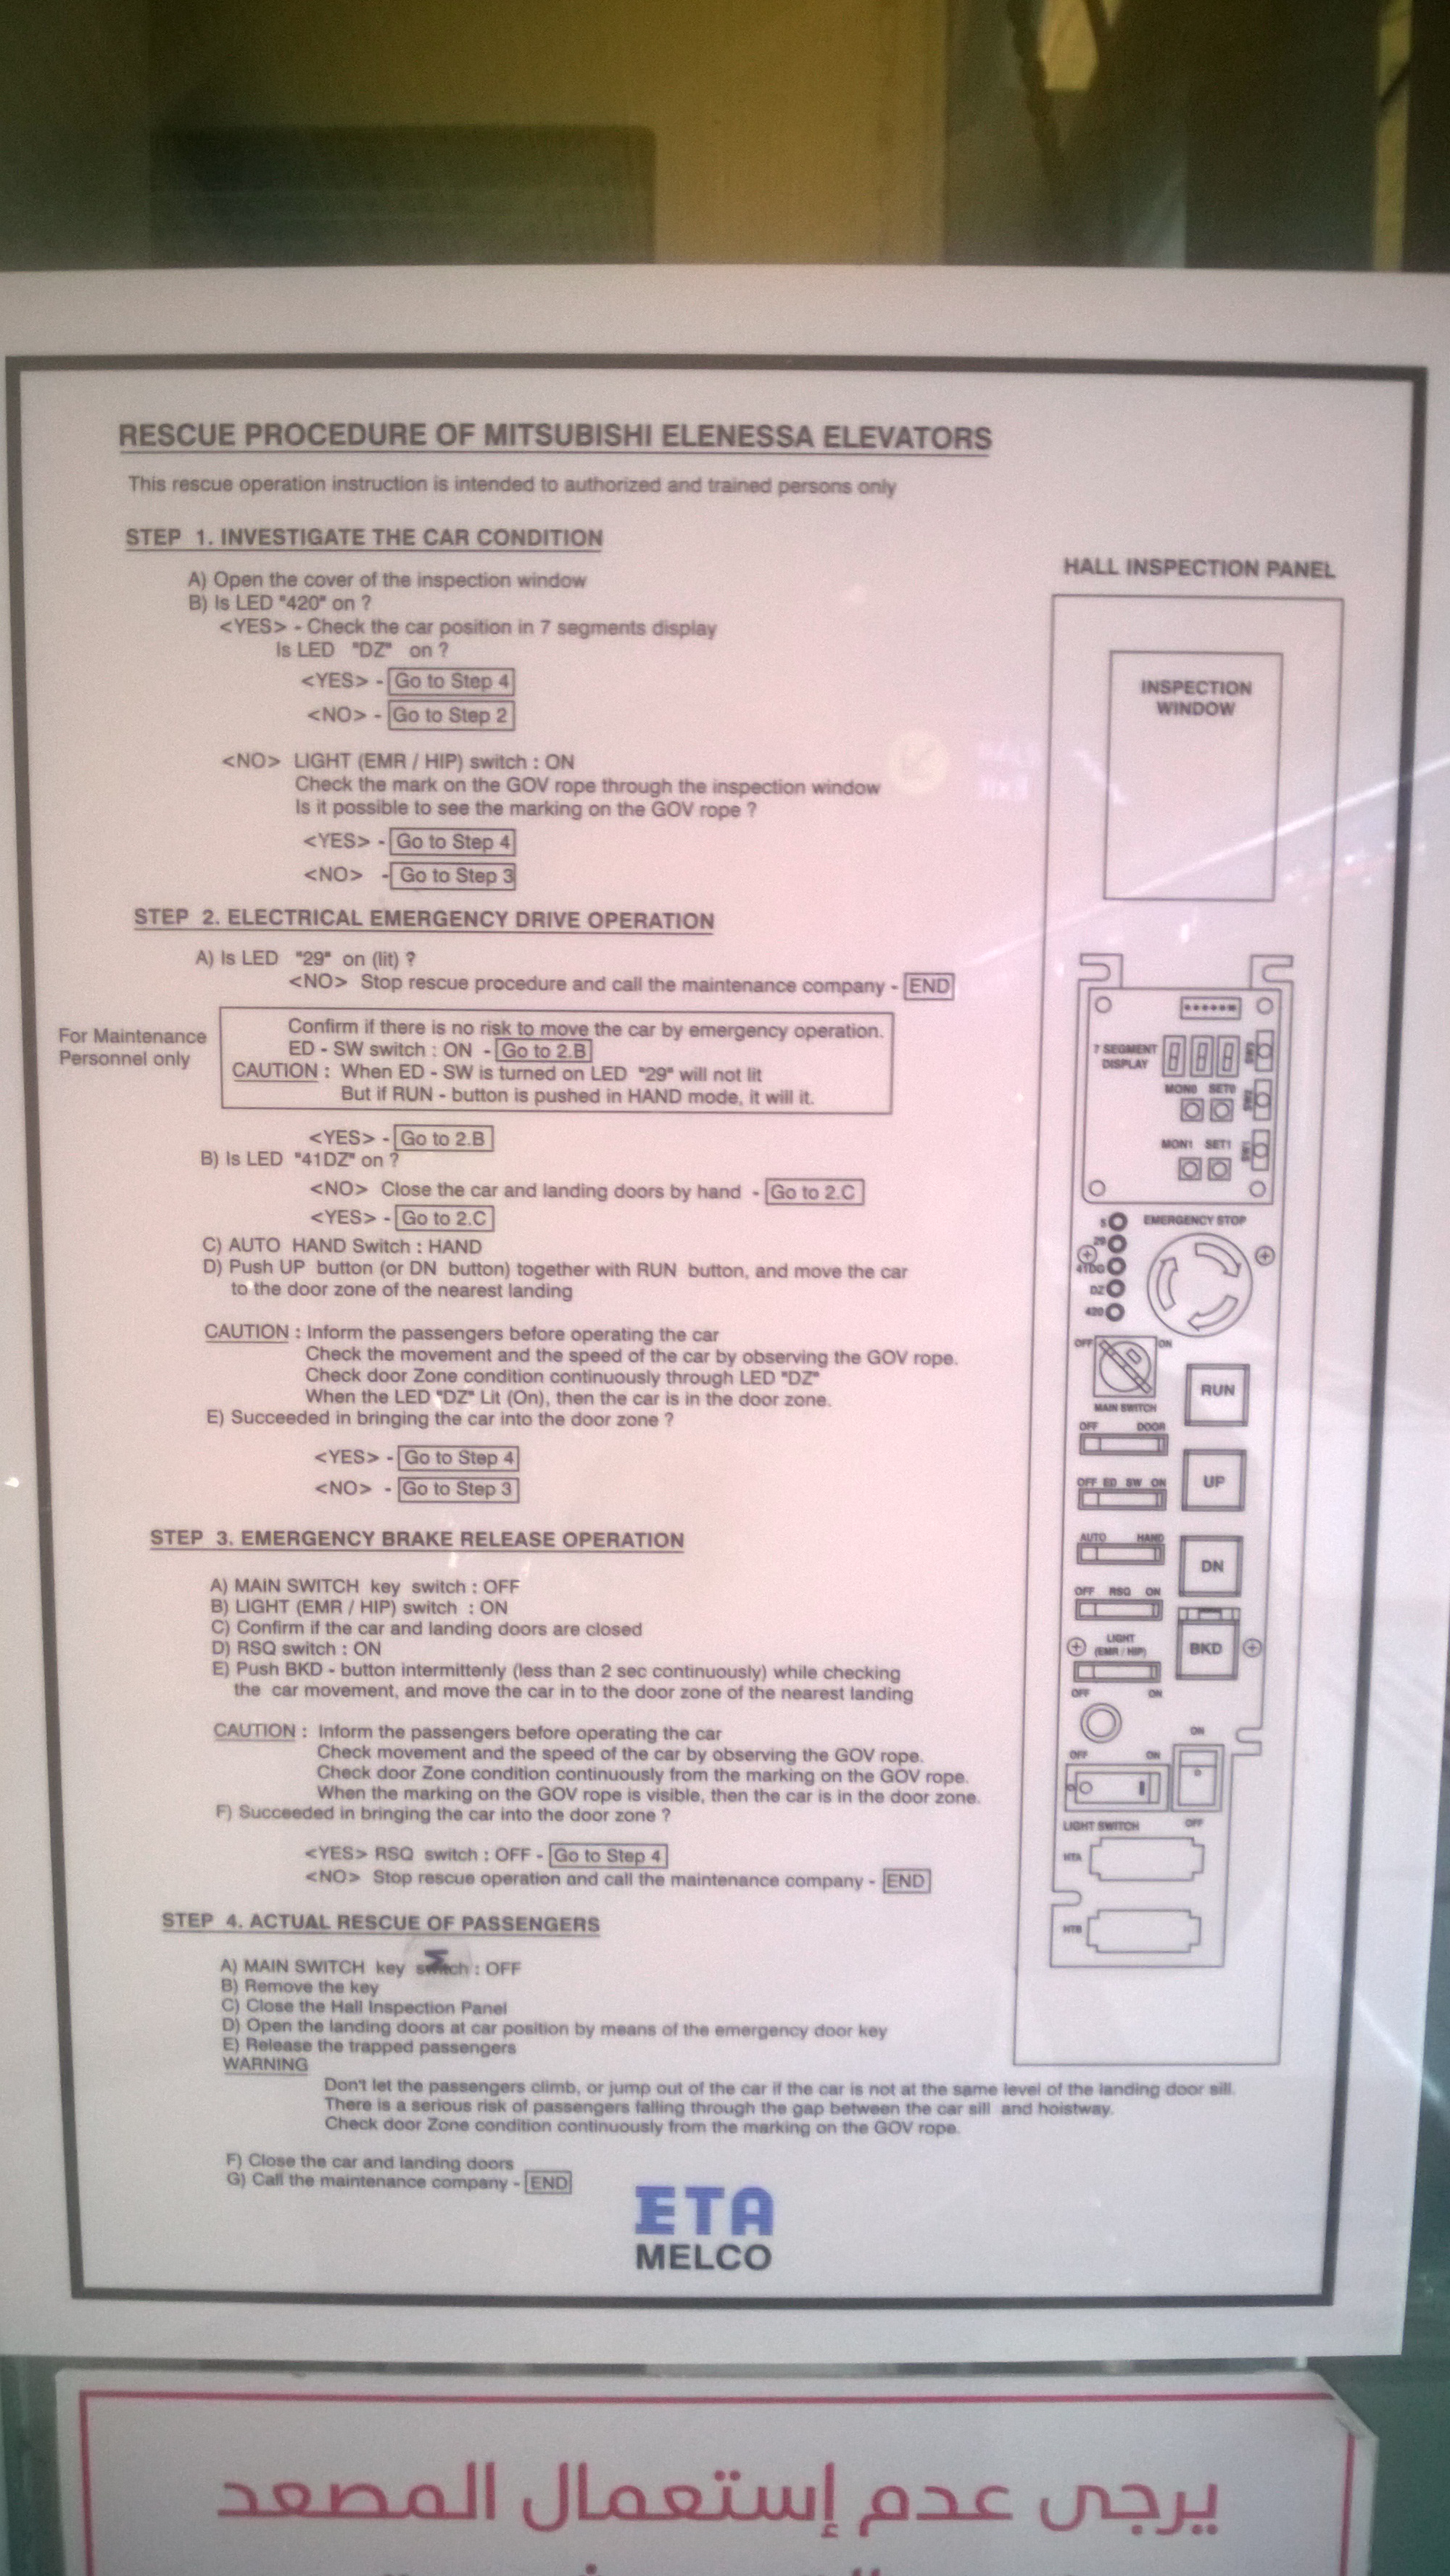 RESCUE PROCEDURE OF MITSUBISHI ELENESSA ELEVATORS
This rescue operation instruction is intended to authorized and trained persons only
STEP 1. INVESTIGATE THE CAR CONDITION
A) Open the cover of the inspection window
B) Is LED "420" on ?
<YES> - Check the car position in 7 segments display
Is LED "DZ" on ?
<YES> - Go to Step 4
<NO> - Go to Step 2
<NO> LIGHT (EMR / HIP) switch : ON
Check the mark on the GOV rope through the inspection window
Is it possible to see the marking on the GOV rope ?
<YES> - Go to Step 4
<NO> - Go to Step 3
STEP 2. ELECTRICAL EMERGENCY DRIVE OPERATION
A) Is LED "29" on (lit) ?
<NO> Stop rescue procedure and call the maintenance company - END
For Maintenance
Personnel only
Confirm if there is no risk to move the car by emergency operation.
ED - SW switch : ON - Go to 2.B
CAUTION : When ED - SW is turned on LED "29" will not lit
But if RUN - button is pushed in HAND mode, it will it.
<YES> - Go to 2.B
B) Is LED "41DZ" on ?
<NO> Close the car and landing doors by hand - Go to 2.C
<YES> - Go to 2.C
C) AUTO HAND Switch : HAND
D) Push UP button (or DN button) together with RUN button, and move the car
to the door zone of the nearest landing
CAUTION : Inform the passengers before operating the car
Check the movement and the speed of the car by observing the GOV rope.
Check door Zone condition continuously through LED "DZ"
When the LED "DZ" Lit (On), then the car is in the door zone.
E) Succeeded in bringing the car into the door zone ?
<YES> - Go to Step 4
<NO> - Go to Step 3
STEP 3. EMERGENCY BRAKE RELEASE OPERATION
A) MAIN SWITCH key switch : OFF
B) LIGHT (EMR / HIP) switch : ON
C) Confirm if the car and landing doors are closed
D) RSQ switch : ON
E) Push BKD - button intermittenly (less than 2 sec continuously) while checking
the car movement, and move the car in to the door zone of the nearest landing
CAUTION : Inform the passengers before operating the car
Check movement and the speed of the car by observing the GOV rope.
Check door Zone condition continuously from the marking on the GOV rope.
When the marking on the GOV rope is visible, then the car is in the door zone.
F) Succeeded in bringing the car into the door zone ?
<YES> RSQ switch : OFF - Go to Step 4
<NO> Stop rescue operation and call the maintenance company - END
STEP 4. ACTUAL RESCUE OF PASSENGERS
A) MAIN SWITCH key switch : OFF
B) Remove the key
C) Close the Hall Inspection Panel
D) Open the landing doors at car position by means of the emergency door key
E) Release the trapped passengers
WARNING
Don't let the passengers climb, or jump out of the car if the car is not at the same level of the landing door sill.
There is a serious risk of passengers falling through the gap between the car sill and hoistway.
Check door Zone condition continuously from the marking on the GOV rope.
F) Close the car and landing doors
G) Call the maintenance company - END
ETA
MELCO
HALL INSPECTION PANEL
INSPECTION
WINDOW
7 SEGMENT
DISPLAY
MON0 SET0
MON1 SET1
EMERGENCY STOP
29
41DG
DZ
420
OFF ON
MAIN SWITCH
RUN
OFF DOOR
UP
OFF ED SW ON
AUTO HAND
DN
OFF RSQ ON
LIGHT
(EMR / HIP)
BKD
OFF ON
ON
OFF ON
LIGHT SWITCH OFF
HTA
HTB
يرجى عدم إستعمال المصعد